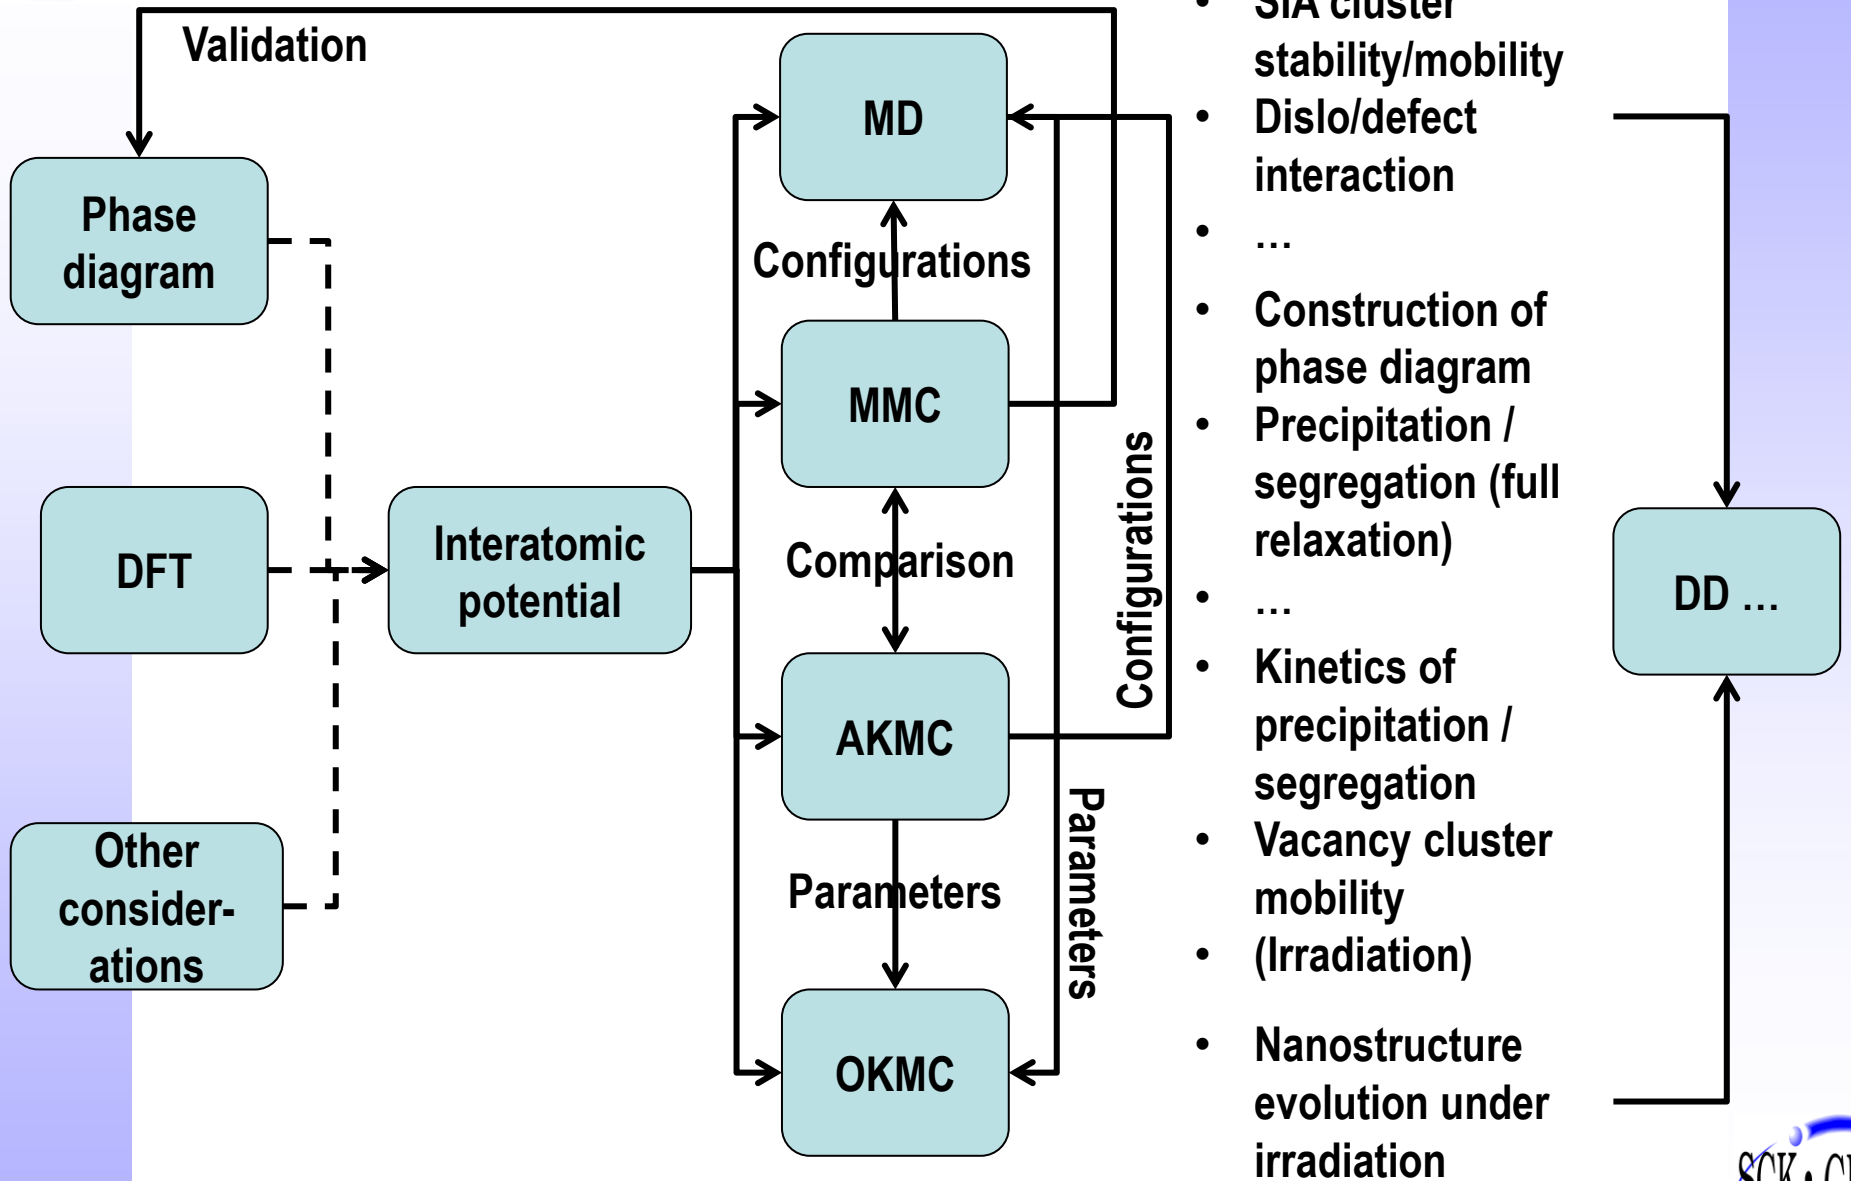 Validation
Phase
diagram
DFT
Other
consider-
ations
Interatomic
potential
MD
Configurations
MMC
Comparison
AKMC
Parameters
OKMC
Configurations
Parameters
• SIA cluster
stability/mobility
• Dislo/defect
interaction
• …
• Construction of
phase diagram
• Precipitation /
segregation (full
relaxation)
• …
• Kinetics of
precipitation /
segregation
• Vacancy cluster
mobility
• (Irradiation)
• Nanostructure
evolution under
irradiation
DD …